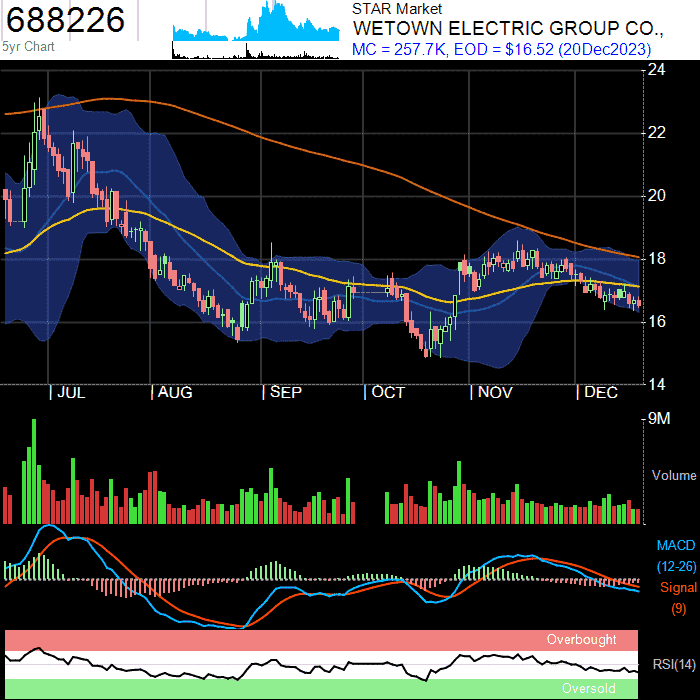 688226
5yr Chart
STAR Market
WETOWN ELECTRIC GROUP CO.,
MC = 257.7K, EOD = $16.52 (20Dec2023)
24
22
20
18
16
14
| JUL | AUG | SEP | OCT | NOV | DEC
9M
Volume
MACD
(12-26)
Signal
(9)
Overbought
RSI(14)
Oversold